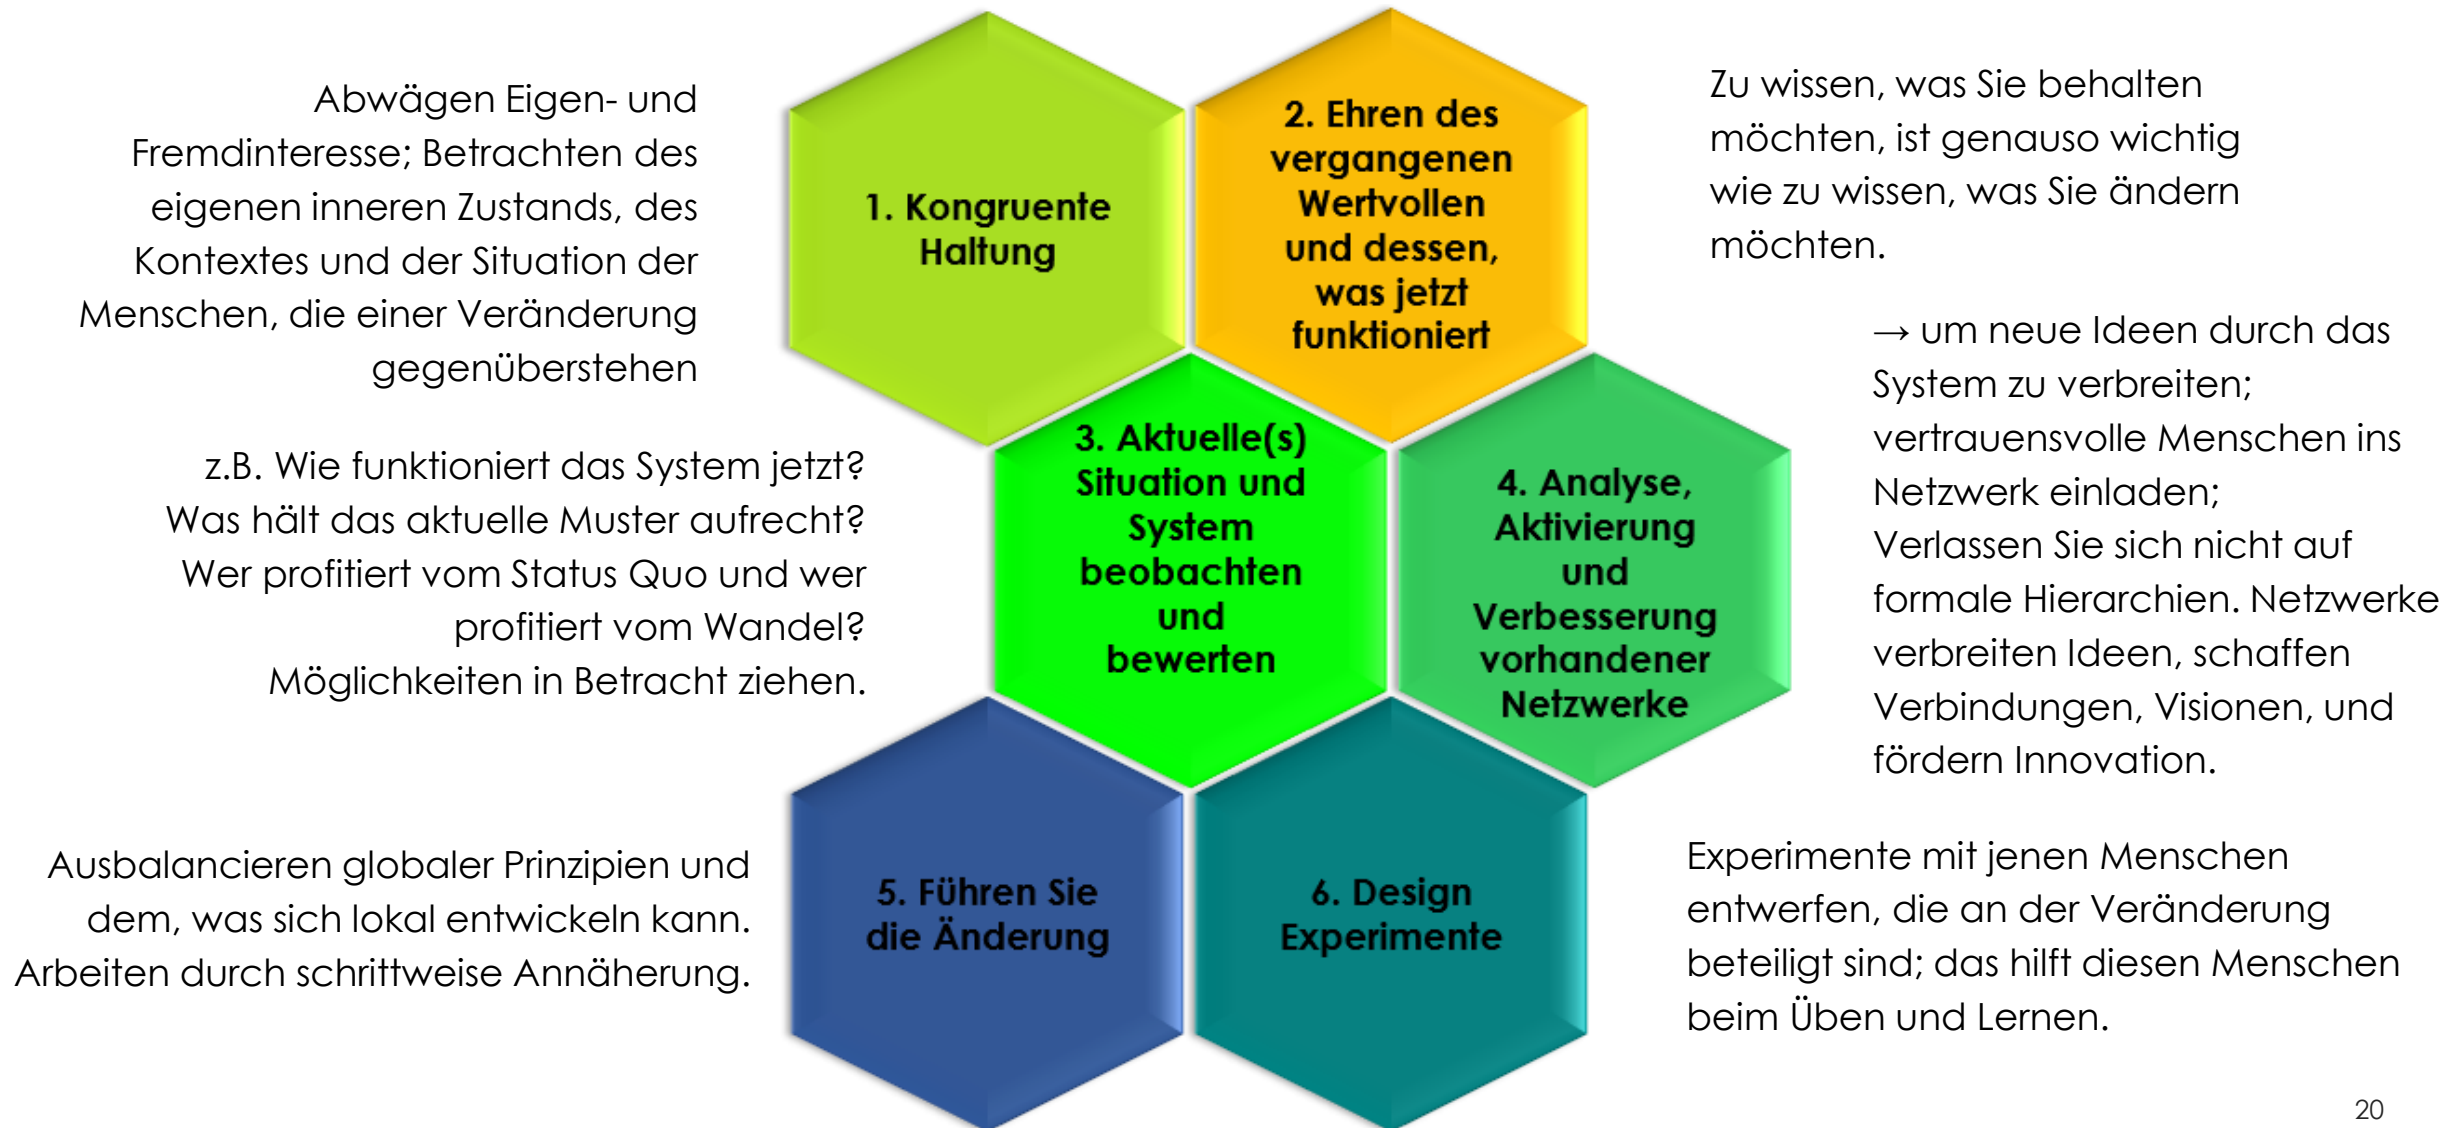 Abwägen Eigen- und
Fremdinteresse; Betrachten des
eigenen inneren Zustands, des
Kontextes und der Situation der
Menschen, die einer Veränderung
gegenüberstehen
1. Kongruente
Haltung
2. Ehren des
vergangenen
Wertvollen
und dessen,
was jetzt
funktioniert
Zu wissen, was Sie behalten
möchten, ist genauso wichtig
wie zu wissen, was Sie ändern
möchten.
z.B. Wie funktioniert das System jetzt?
Was hält das aktuelle Muster aufrecht?
Wer profitiert vom Status Quo und wer
profitiert vom Wandel?
Möglichkeiten in Betracht ziehen.
3. Aktuelle(s)
Situation und
System
beobachten
und
bewerten
4. Analyse,
Aktivierung
und
Verbesserung
vorhandener
Netzwerke
→ um neue Ideen durch das
System zu verbreiten;
vertrauensvolle Menschen ins
Netzwerk einladen;
Verlassen Sie sich nicht auf
formale Hierarchien. Netzwerke
verbreiten Ideen, schaffen
Verbindungen, Visionen, und
fördern Innovation.
Ausbalancieren globaler Prinzipien und
dem, was sich lokal entwickeln kann.
Arbeiten durch schrittweise Annäherung.
5. Führen Sie
die Änderung
6. Design
Experimente
Experimente mit jenen Menschen
entwerfen, die an der Veränderung
beteiligt sind; das hilft diesen Menschen
beim Üben und Lernen.
20